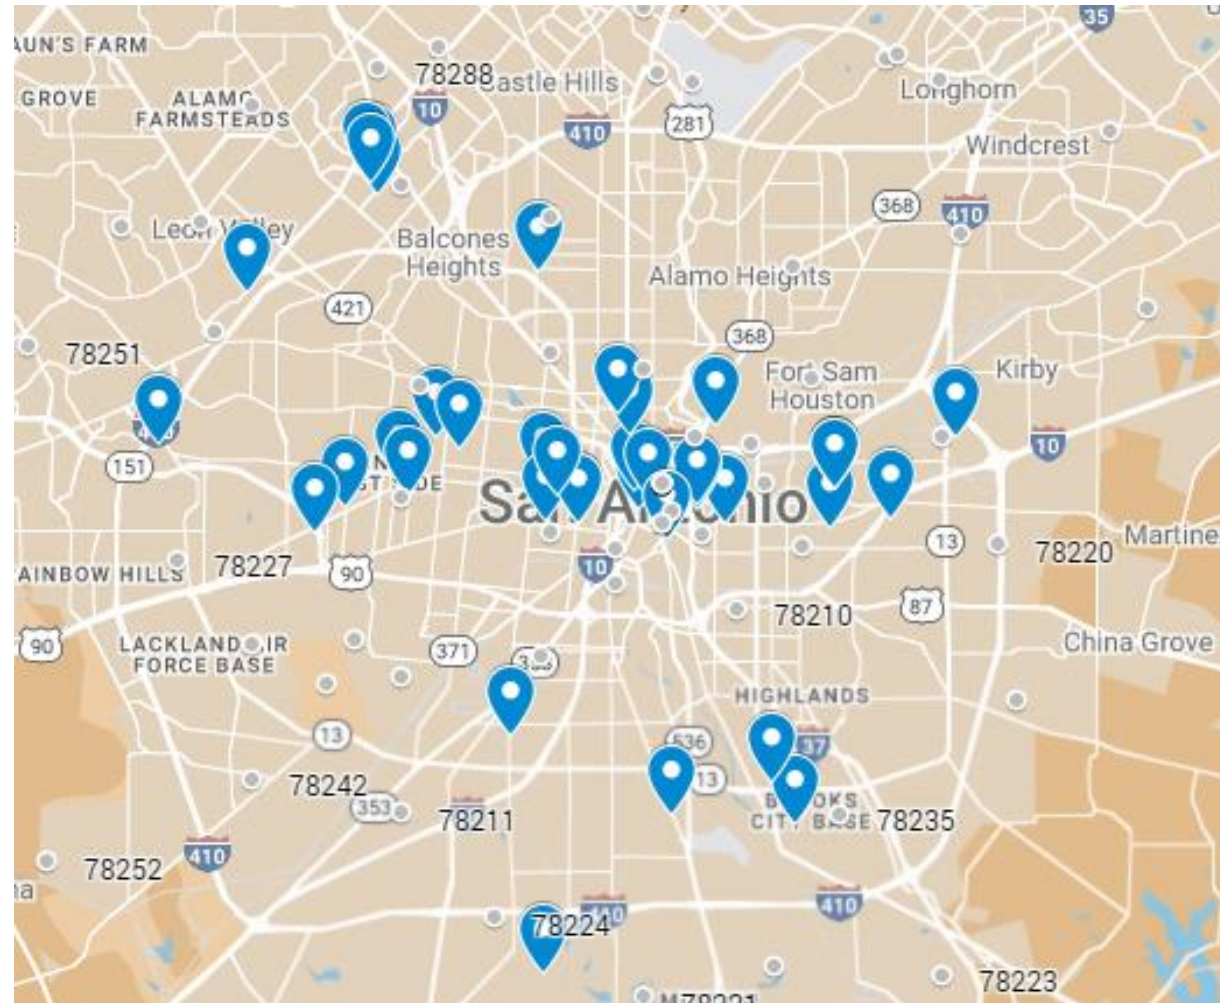 35
AUN'S FARM
78288
Castle Hills
GROVE
ALAMO
FARMSTEADS
10
Longhorn
410
281
Windcrest
368
410
Leon Valley
Balcones
Heights
Alamo Heights
421
368
78251
Fort Sam
Houston
Kirby
10
151
San Antonio
13
Martine
78220
78227
90
10
AINBOW HILLS
78210
87
90
LACKLAND AIR
FORCE BASE
371
China Grove
HIGHLANDS
13
536
37
13
78242
353
78211
BROOKS
CITY BASE
78235
410
78252
na
410
78224
410
78223
78221